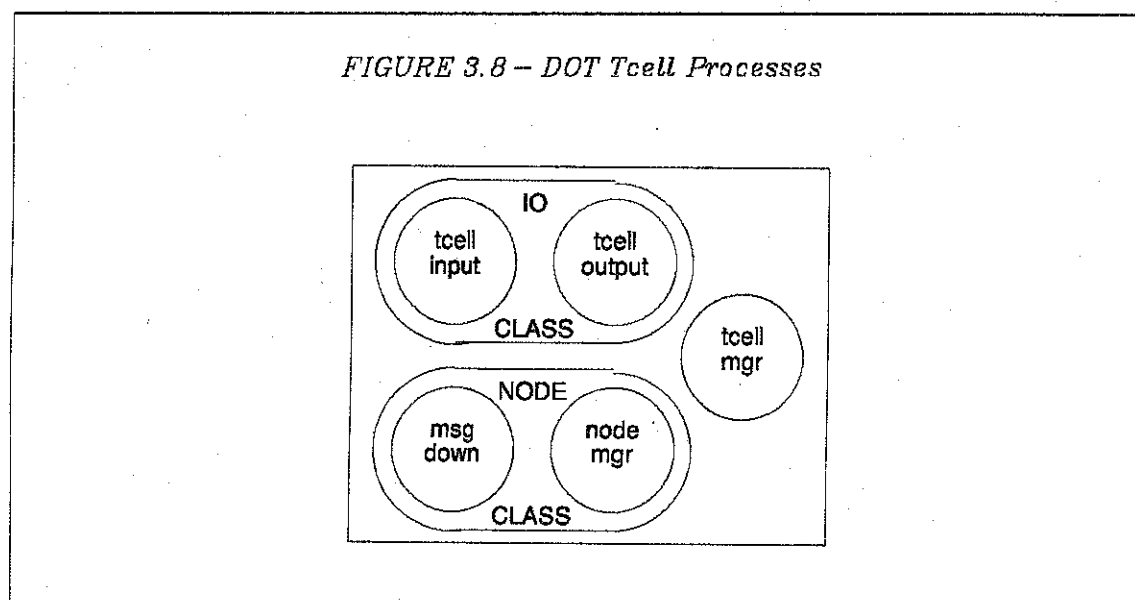 FIGURE 3.8 – DOT Tcell Processes
IO
tcell
input
tcell
output
CLASS
tcell
mgr
NODE
msg
down
node
mgr
CLASS